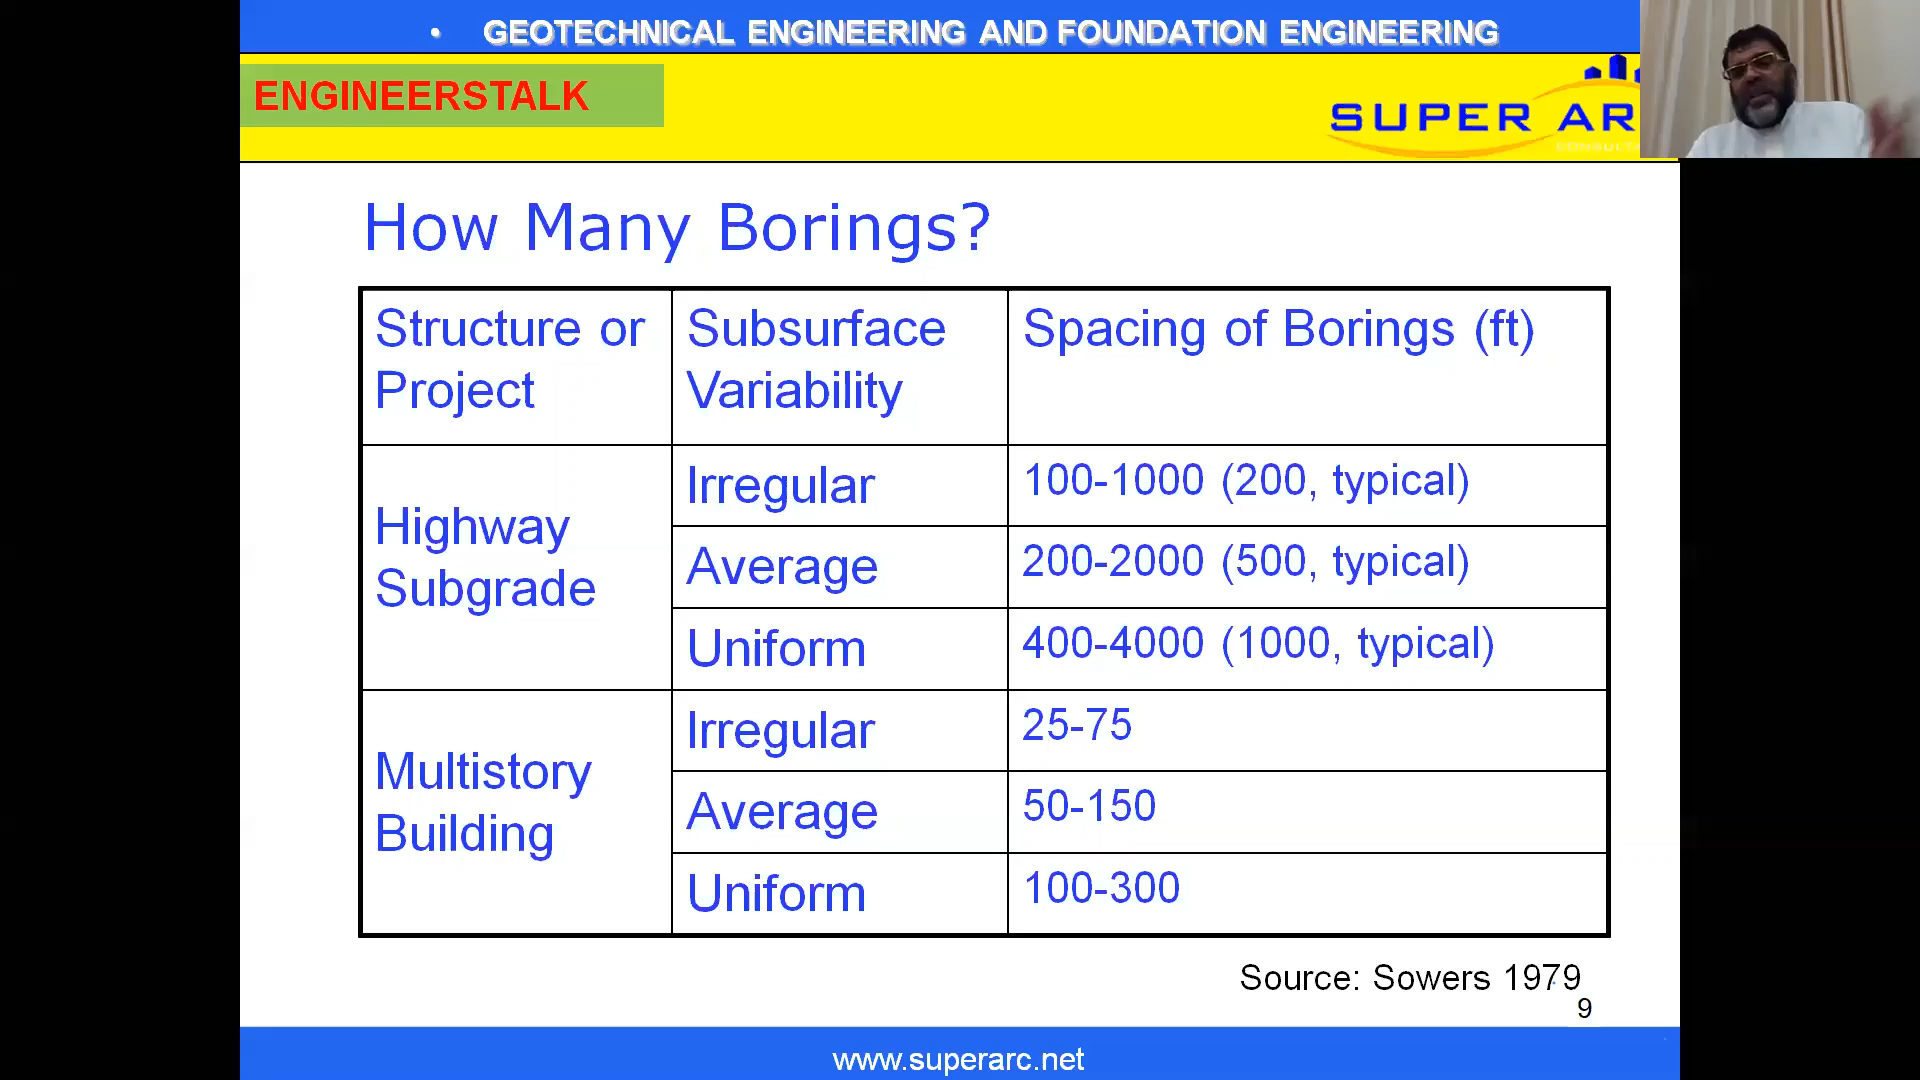 • GEOTECHNICAL ENGINEERING AND FOUNDATION ENGINEERING
ENGINEERSTALK
SUPER AR
How Many Borings?
Structure or
Project
Subsurface
Variability
Spacing of Borings (ft)
Highway
Subgrade
Irregular
100-1000 (200, typical)
Average
200-2000 (500, typical)
Uniform
400-4000 (1000, typical)
Multistory
Building
Irregular
25-75
Average
50-150
Uniform
100-300
Source: Sowers 1979
9
www.superarc.net